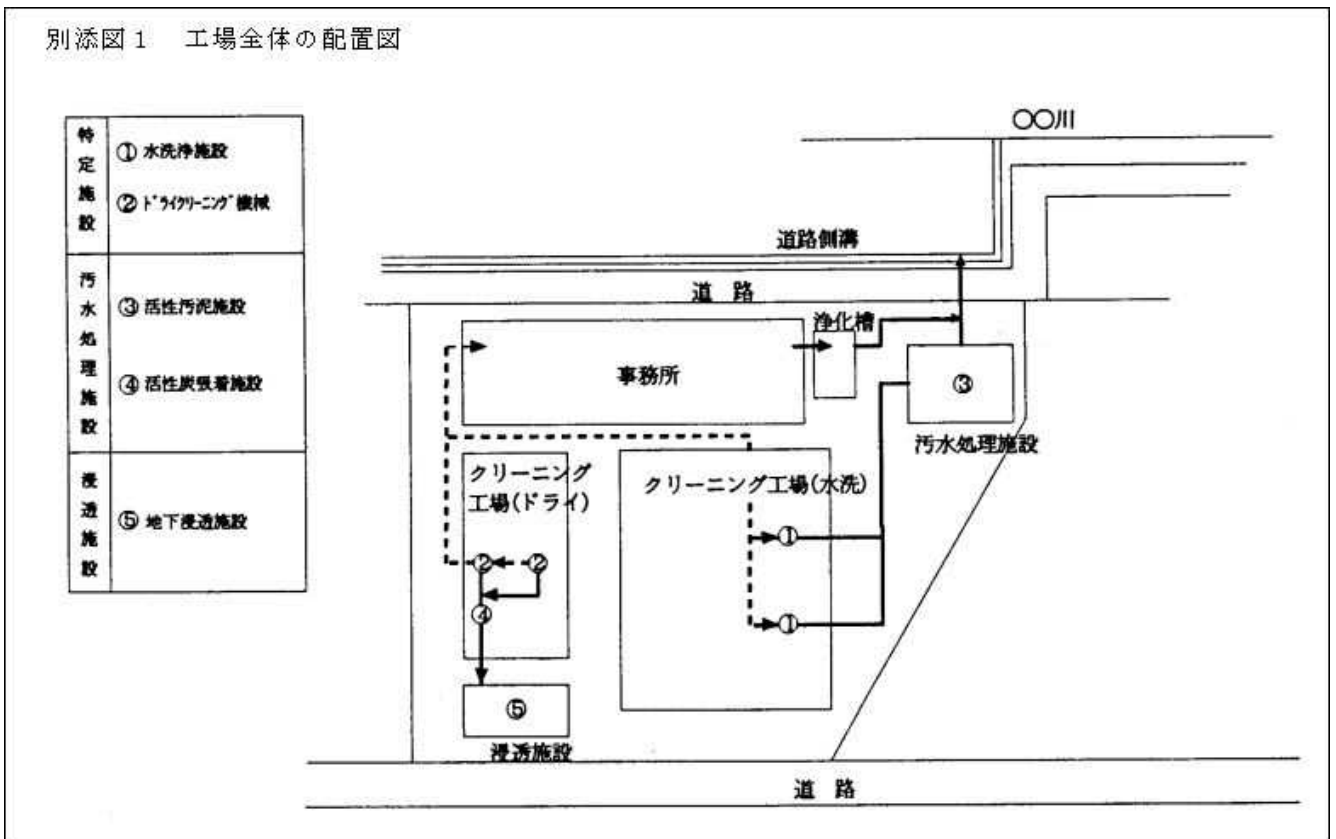 別添図1 工場全体の配置図
特定施設
①水洗浄施設
②ドライクリーニング機械
汚水処理施設
③活性汚泥施設
④活性炭吸着施設
浸透施設
⑤地下浸透施設
○○川
道路側溝
道 路
浄化槽
事務所
③
汚水処理施設
クリーニング
工場(ドライ)
クリーニング工場(水洗)
①
②
②
④
①
⑤
浸透施設
道 路